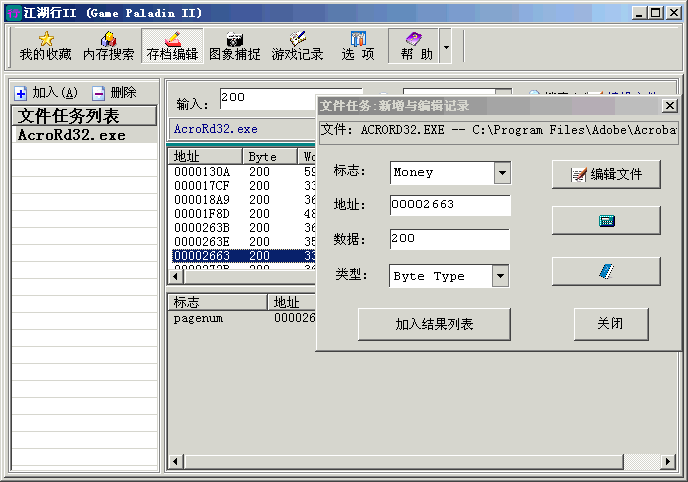 江湖行II (Game Paladin II)
我的收藏 内存搜索 存档编辑 图象捕捉 游戏记录 选 项 帮 助
加入(A) 删除
文件任务列表
AcroRd32.exe
输入: 200
AcroRd32.exe
地址 Byte
0000130A 200 59
000017CF 200 33
000018A9 200 36
00001F8D 200 48
0000263B 200 36
0000263E 200 35
00002663 200 33
标志 地址
pagenum 000026
文件任务:新增与编辑记录
文件: ACRORD32.EXE -- C:\Program Files\Adobe\Acroba
标志: Money
编辑文件
地址: 00002663
数据: 200
类型: Byte Type
加入结果列表 关闭